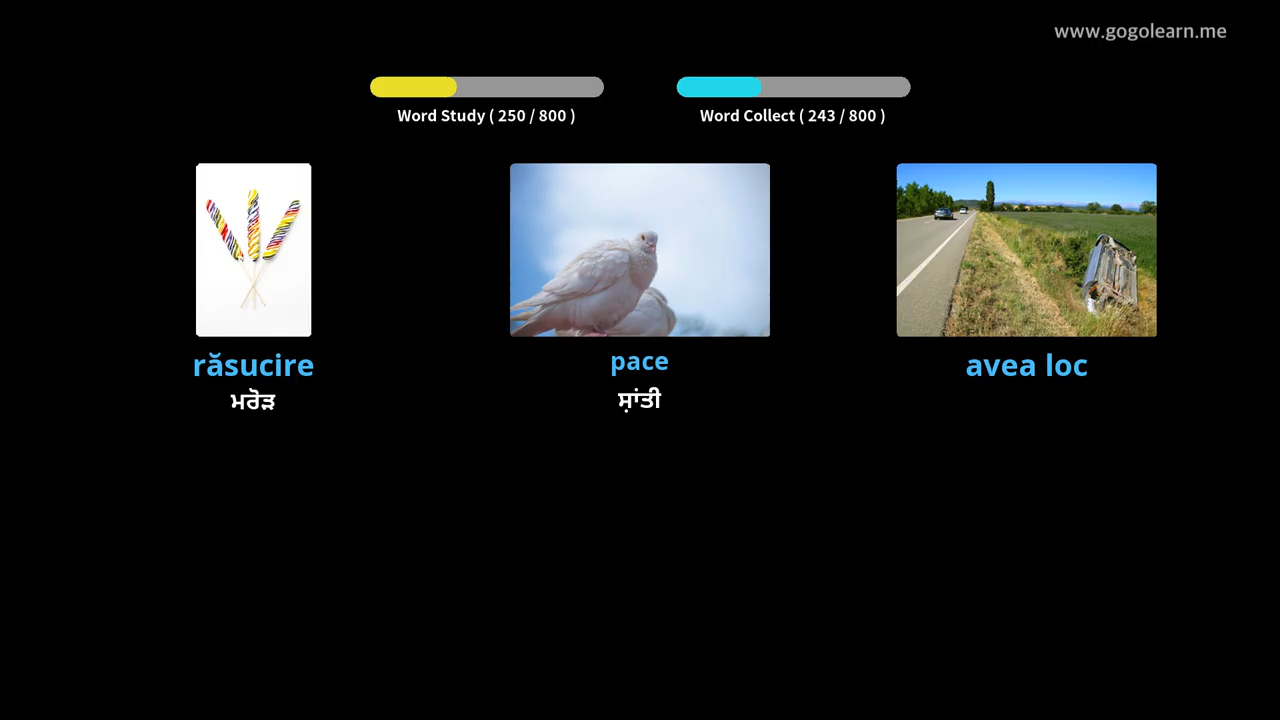 www.gogolearn.me
Word Study ( 250 / 800 )
Word Collect ( 243 / 800 )
răsucire
pace
avea loc
ਮਰੋੜ
ਸ਼ਾਂਤੀ